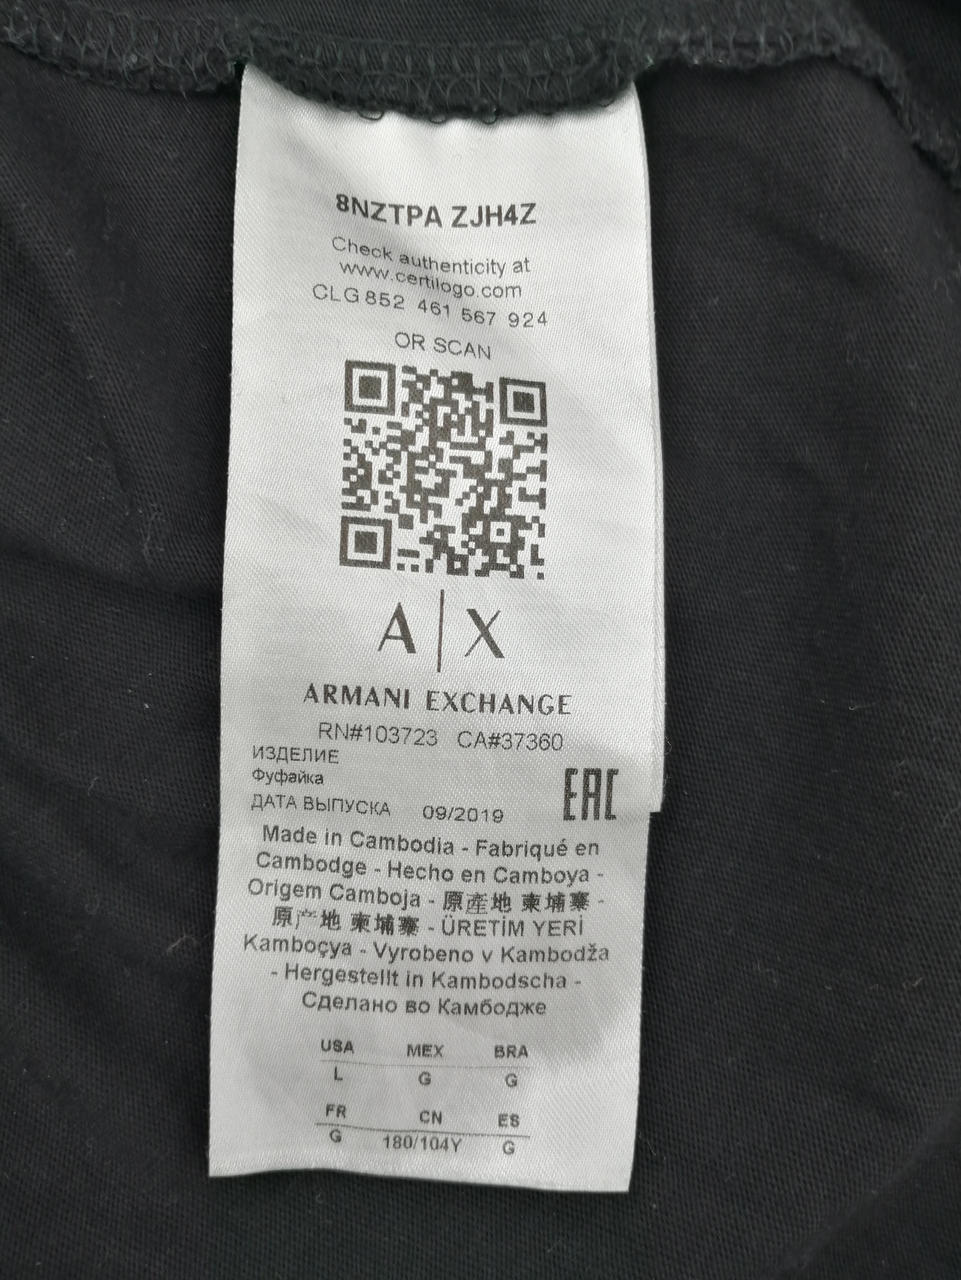 8NZTPA ZJH4Z
Check authenticity at
www.certilogo.com
CLG 852 461 567 924
OR SCAN
A|X
ARMANI EXCHANGE
RN#103723 CA#37360
ИЗДЕЛИЕ
Фуфайка
ДАТА ВЫПУСКА 09/2019
EAC
Made in Cambodia - Fabriqué en
Cambodge - Hecho en Camboya -
Origem Camboja - 原產地 柬埔寨 -
原产地 柬埔寨 - ÜRETİM YERİ
Kamboçya - Vyrobeno v Kambodža
- Hergestellt in Kambodscha -
Сделано во Камбодже
USA MEX BRA
L G G
FR CN ES
G 180/104Y G